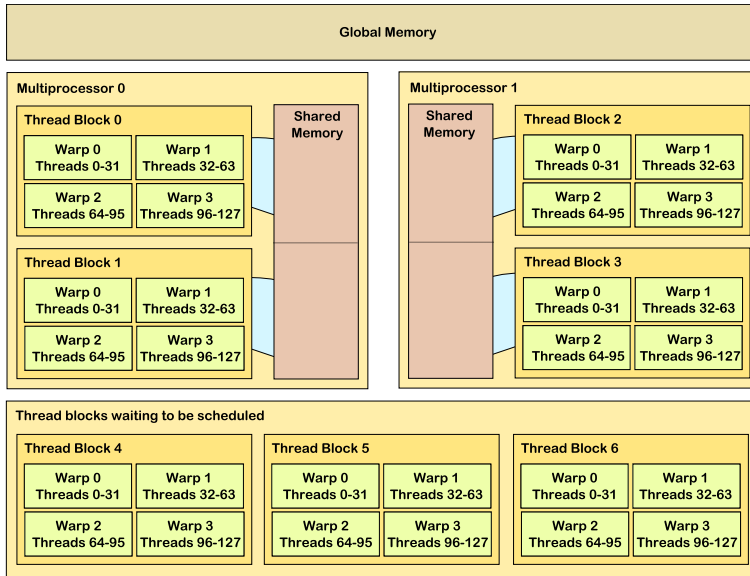 Global Memory
Multiprocessor 0
Thread Block 0
Warp 0
Threads 0-31
Warp 1
Threads 32-63
Warp 2
Threads 64-95
Warp 3
Threads 96-127
Shared
Memory
Thread Block 1
Warp 0
Threads 0-31
Warp 1
Threads 32-63
Warp 2
Threads 64-95
Warp 3
Threads 96-127
Multiprocessor 1
Shared
Memory
Thread Block 2
Warp 0
Threads 0-31
Warp 1
Threads 32-63
Warp 2
Threads 64-95
Warp 3
Threads 96-127
Thread Block 3
Warp 0
Threads 0-31
Warp 1
Threads 32-63
Warp 2
Threads 64-95
Warp 3
Threads 96-127
Thread blocks waiting to be scheduled
Thread Block 4
Warp 0
Threads 0-31
Warp 1
Threads 32-63
Warp 2
Threads 64-95
Warp 3
Threads 96-127
Thread Block 5
Warp 0
Threads 0-31
Warp 1
Threads 32-63
Warp 2
Threads 64-95
Warp 3
Threads 96-127
Thread Block 6
Warp 0
Threads 0-31
Warp 1
Threads 32-63
Warp 2
Threads 64-95
Warp 3
Threads 96-127